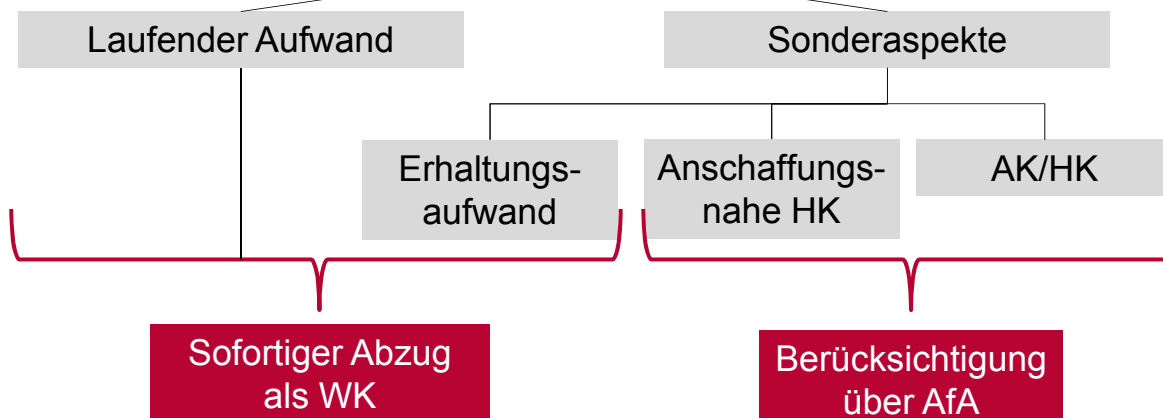 Laufender Aufwand
Sonderaspekte
Erhaltungs-
aufwand
Anschaffungs-
nahe HK
AK/HK
Sofortiger Abzug
als WK
Berücksichtigung
über AfA